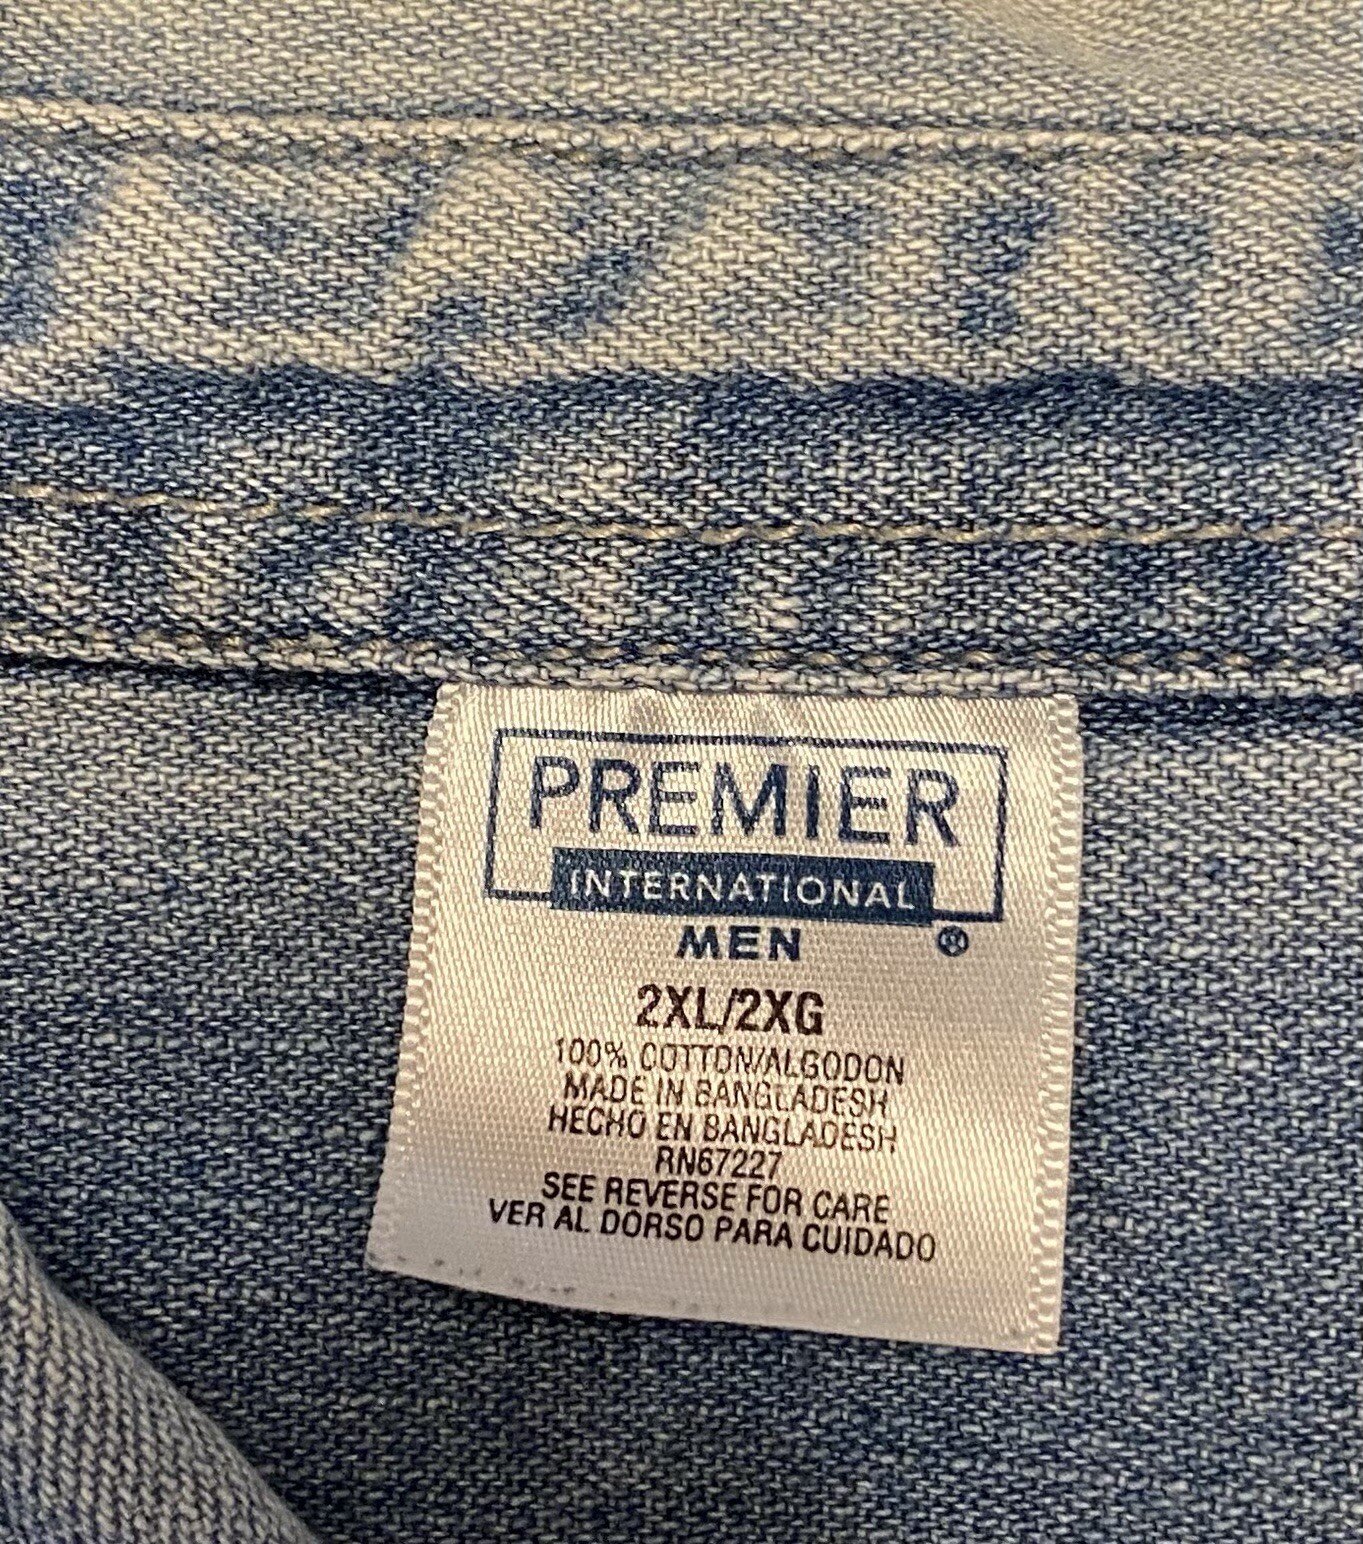 PREMIER
INTERNATIONAL
MEN ®
2XL/2XG
100% COTTON/ALGODON
MADE IN BANGLADESH
HECHO EN BANGLADESH
RN67227
SEE REVERSE FOR CARE
VER AL DORSO PARA CUIDADO